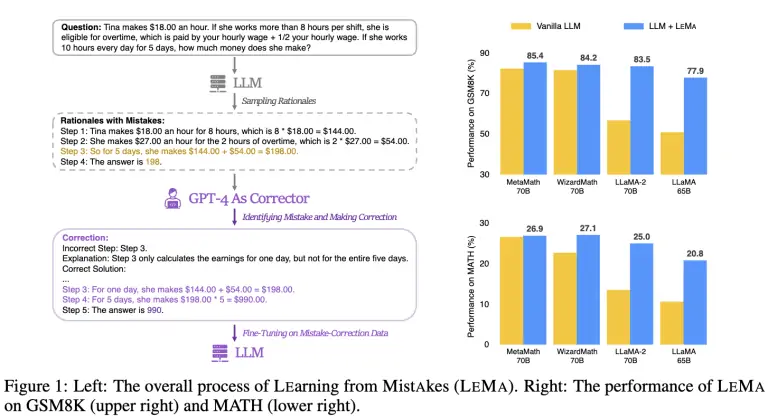 Question: Tina makes $18.00 an hour. If she works more than 8 hours per shift, she is
eligible for overtime, which is paid by your hourly wage + 1/2 your hourly wage. If she works
10 hours every day for 5 days, how much money does she make?
LLM
Sampling Rationales
Rationales with Mistakes:
Step 1: Tina makes $18.00 an hour for 8 hours, which is 8 * $18.00 = $144.00.
Step 2: She makes $27.00 an hour for the 2 hours of overtime, which is 2 * $27.00 = $54.00.
Step 3: So for 5 days, she makes $144.00 + $54.00 = $198.00.
Step 4: The answer is 198.
GPT-4 As Corrector
Identifying Mistake and Making Correction
Correction:
Incorrect Step: Step 3.
Explanation: Step 3 only calculates the earnings for one day, but not for the entire five days.
Correct Solution:
...
Step 3: For one day, she makes $144.00 + $54.00 = $198.00.
Step 4: For 5 days, she makes $198.00 * 5 = $990.00.
Step 5: The answer is 990.
Fine-Tuning on Mistake-Correction Data
LLM
Vanilla LLM
LLM + LEMA
Performance on GSM8K (%)
90
70
50
30
85.4
84.2
83.5
77.9
MetaMath
70B
WizardMath
70B
LLaMA-2
70B
LLaMA
65B
Performance on MATH (%)
30
20
10
0
26.9
27.1
25.0
20.8
MetaMath
70B
WizardMath
70B
LLaMA-2
70B
LLaMA
65B
Figure 1: Left: The overall process of LEarning from MistAkes (LEMA). Right: The performance of LEMA
on GSM8K (upper right) and MATH (lower right).